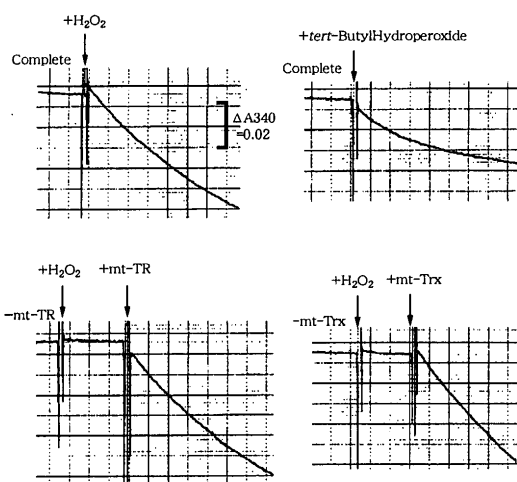 +H₂O₂
Complete
ΔA340
=0.02
+tert-ButylHydroperoxide
Complete
+H₂O₂ +mt-TR
-mt-TR
+H₂O₂ +mt-Trx
-mt-Trx